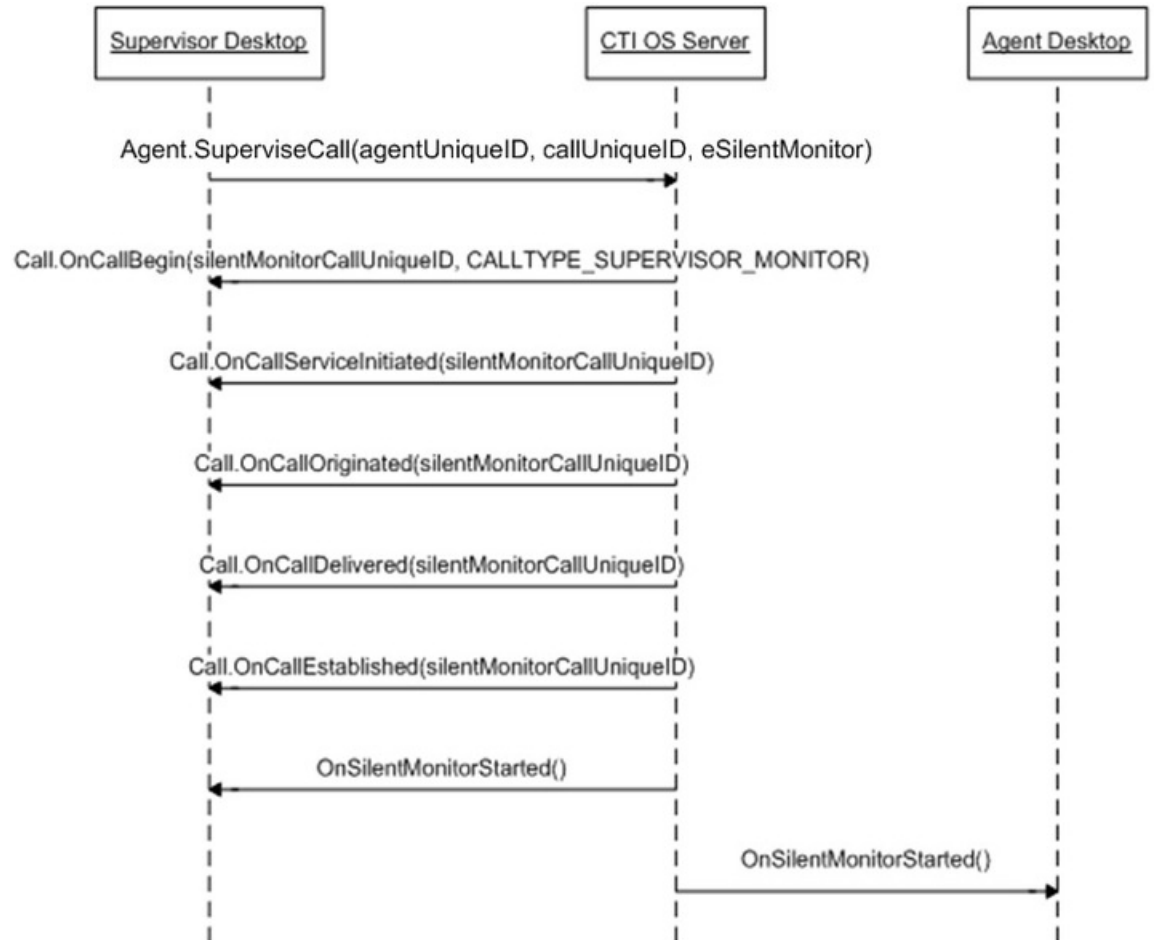 Supervisor Desktop
CTI OS Server
Agent Desktop
Agent.SuperviseCall(agentUniqueID, callUniqueID, eSilentMonitor)
Call.OnCallBegin(silentMonitorCallUniqueID, CALLTYPE_SUPERVISOR_MONITOR)
Call.OnCallServiceInitiated(silentMonitorCallUniqueID)
Call.OnCallOriginated(silentMonitorCallUniqueID)
Call.OnCallDelivered(silentMonitorCallUniqueID)
Call.OnCallEstablished(silentMonitorCallUniqueID)
OnSilentMonitorStarted()
OnSilentMonitorStarted()